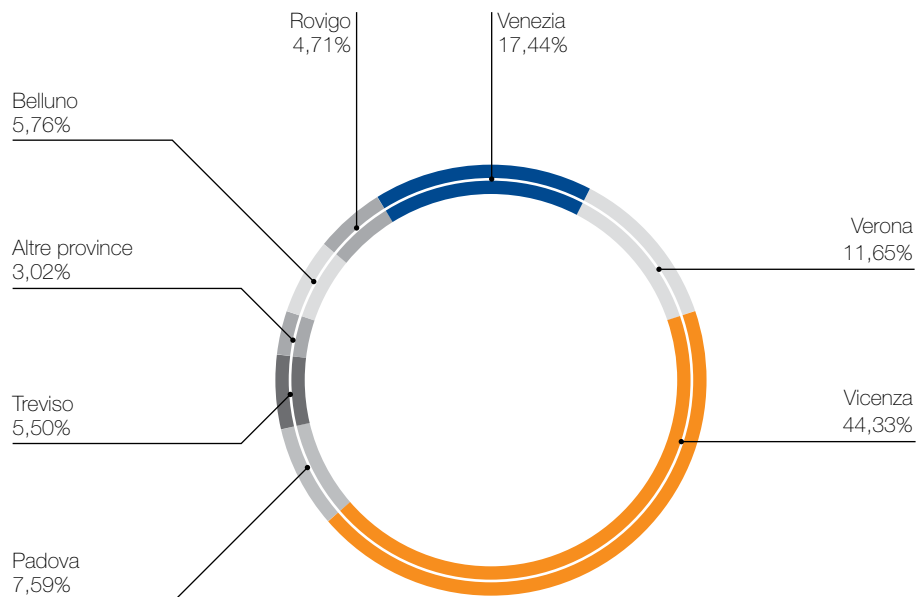 Rovigo
4,71%
Venezia
17,44%
Belluno
5,76%
Verona
11,65%
Altre province
3,02%
Vicenza
44,33%
Treviso
5,50%
Padova
7,59%